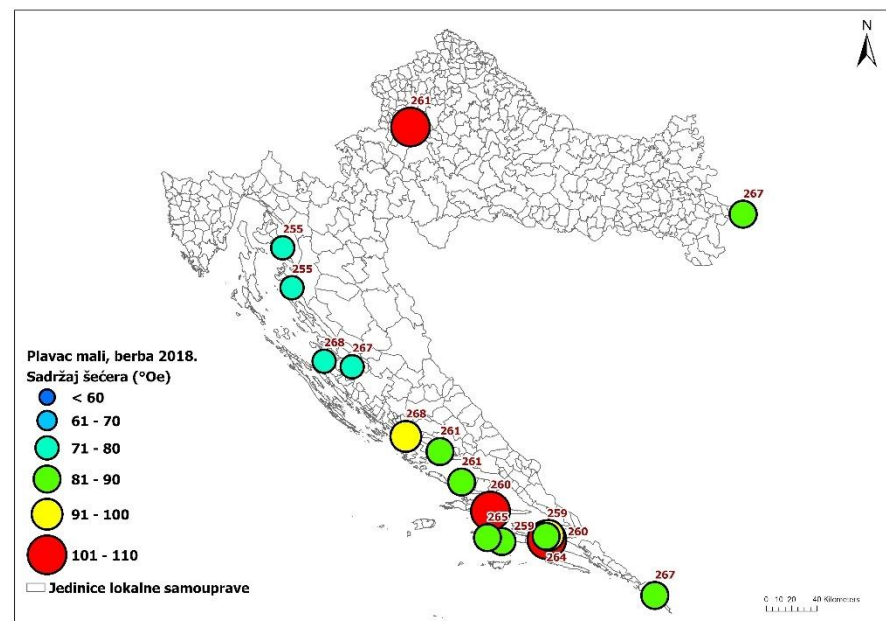 N
261
267
255
255
268
267
268
261
261
260
265
259
259
260
264
267
Plavac mali, berba 2018.
Sadržaj šećera (°Oe)
< 60
61 - 70
71 - 80
81 - 90
91 - 100
101 - 110
Jedinice lokalne samouprave
0 10 20 40 Kilometers